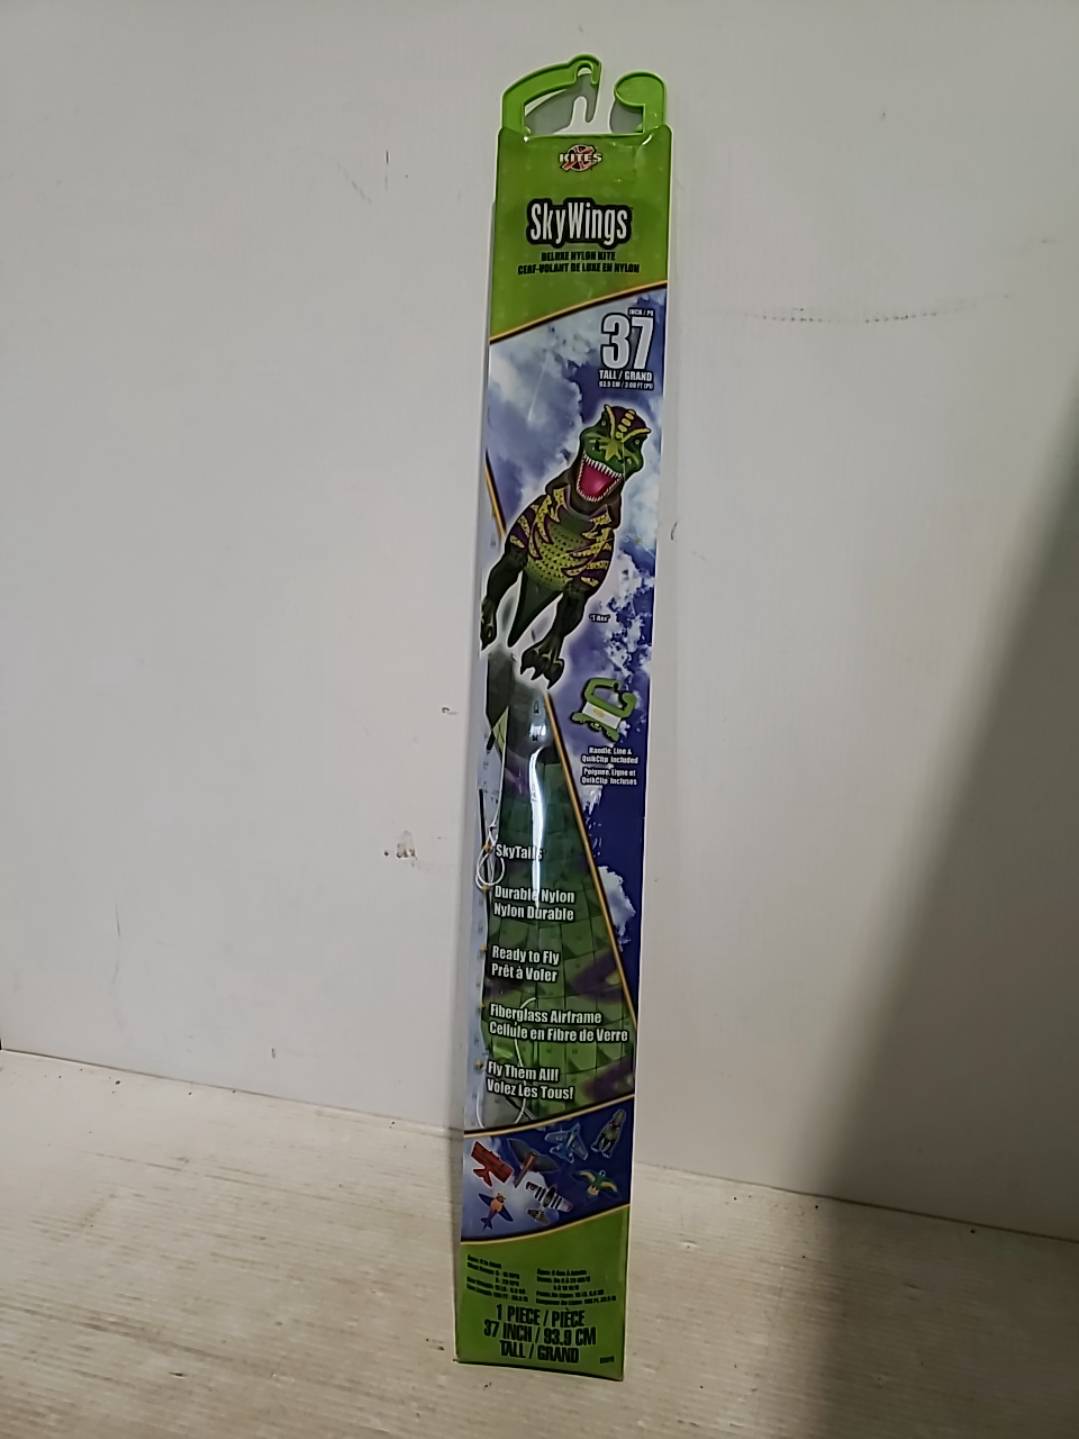 KITES
SkyWings
DELUXE NYLON KITE
CERF-VOLANT DE LUXE EN NYLON
INCH / PO
37
TALL / GRAND
"T Rex"
Handle, Line &
QuikClip Included
Poignee, Ligne et
QuikClip Incluses
SkyTails
Durable Nylon
Nylon Durable
Ready to Fly
Prêt à Voler
Fiberglass Airframe
Cellule en Fibre de Verre
Fly Them All!
Volez Les Tous!
1 PIECE / PIÈCE
37 INCH / 93.9 CM
TALL / GRAND